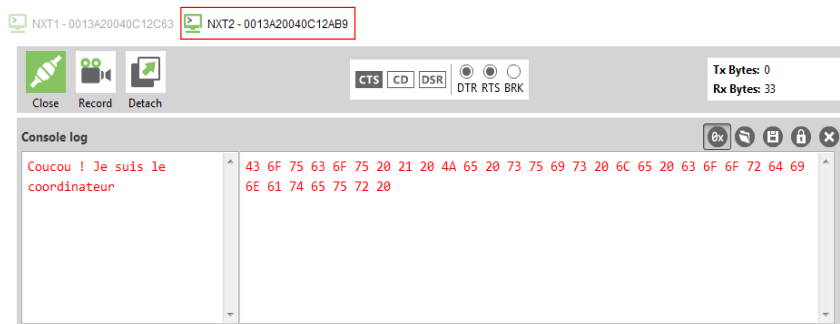 NXT1 - 0013A20040C12C63 NXT2 - 0013A20040C12AB9
Close Record Detach
CTS CD DSR DTR RTS BRK
Tx Bytes: 0
Rx Bytes: 33
Console log
0x
Coucou ! Je suis le
coordinateur
43 6F 75 63 6F 75 20 21 20 4A 65 20 73 75 69 73 20 6C 65 20 63 6F 6F 72 64 69
6E 61 74 65 75 72 20